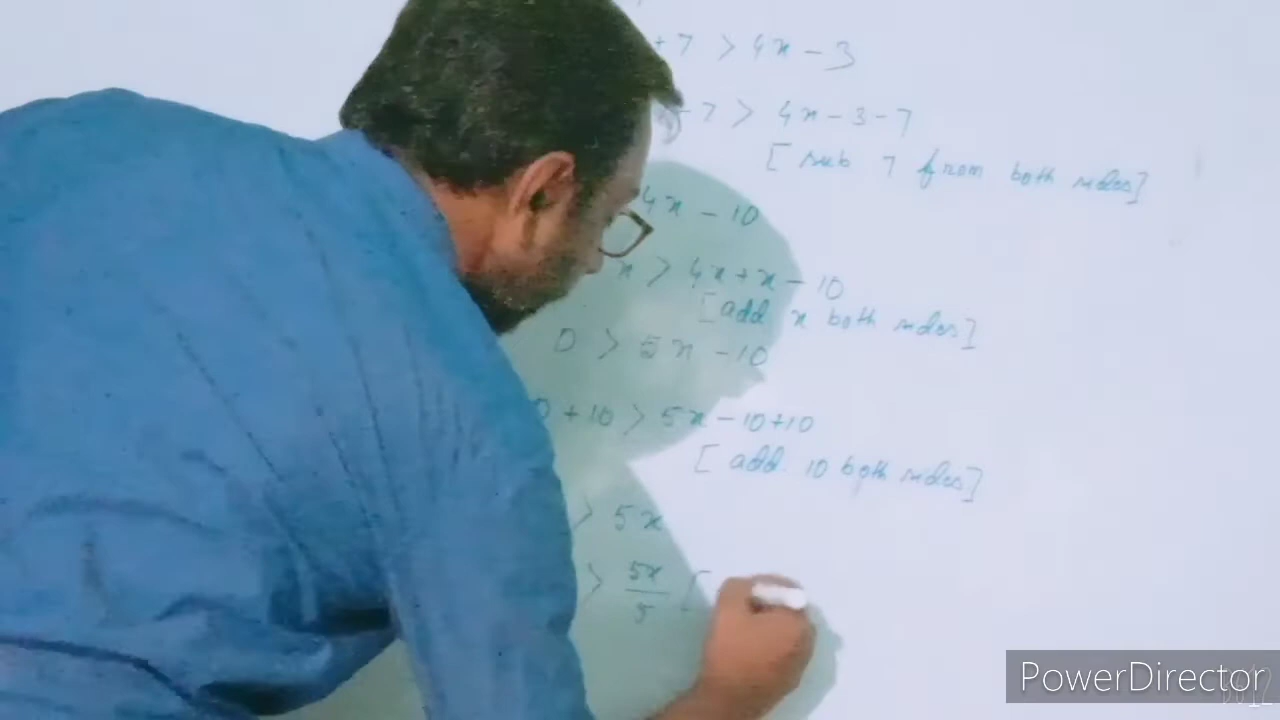 + 7 > 4x - 3
- 7 > 4x - 3 - 7
[ sub 7 from both sides]
4x - 10
x > 4x + x - 10
[add x both sides]
0 > 5x - 10
0 + 10 > 5x - 10 + 10
[ add. 10 both sides]
> 5x
> 5x/5 [
PowerDirector